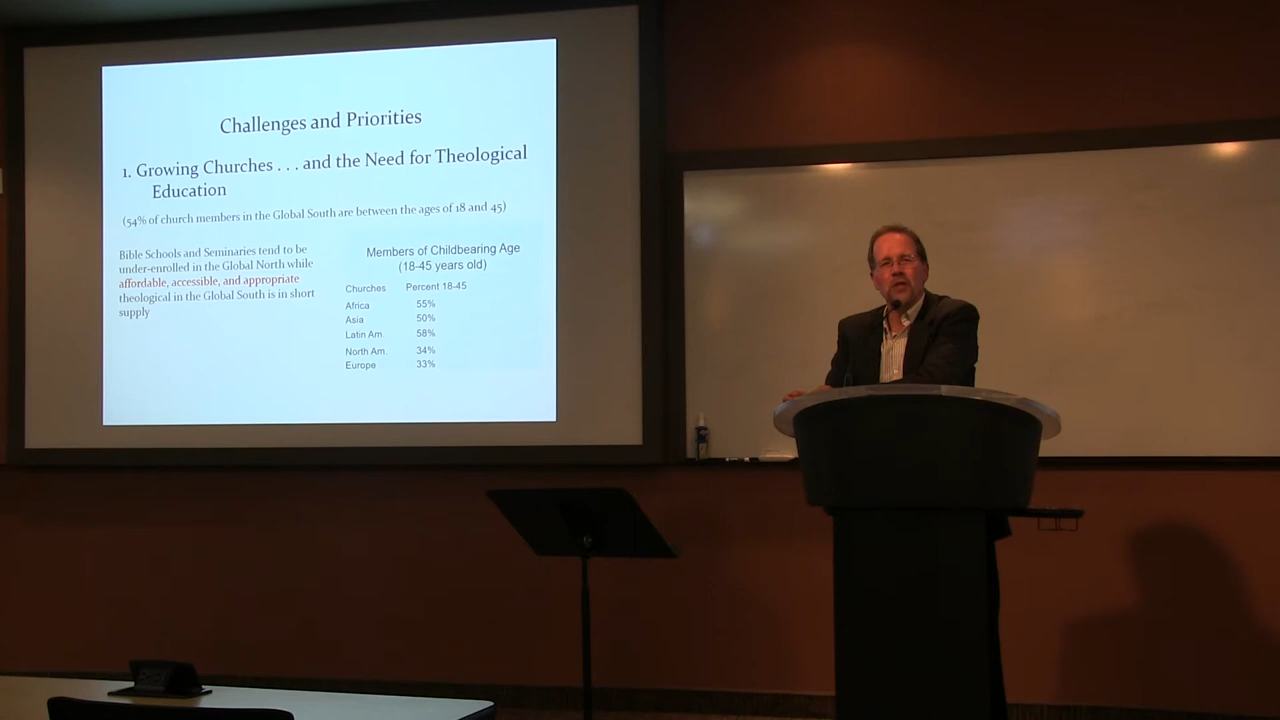 Challenges and Priorities
1. Growing Churches . . . and the Need for Theological
Education
(54% of church members in the Global South are between the ages of 18 and 45)
Bible Schools and Seminaries tend to be
under-enrolled in the Global North while
affordable, accessible, and appropriate
theological in the Global South is in short
supply
Members of Childbearing Age
(18-45 years old)
Churches Percent 18-45
Africa 55%
Asia 50%
Latin Am. 58%
North Am. 34%
Europe 33%